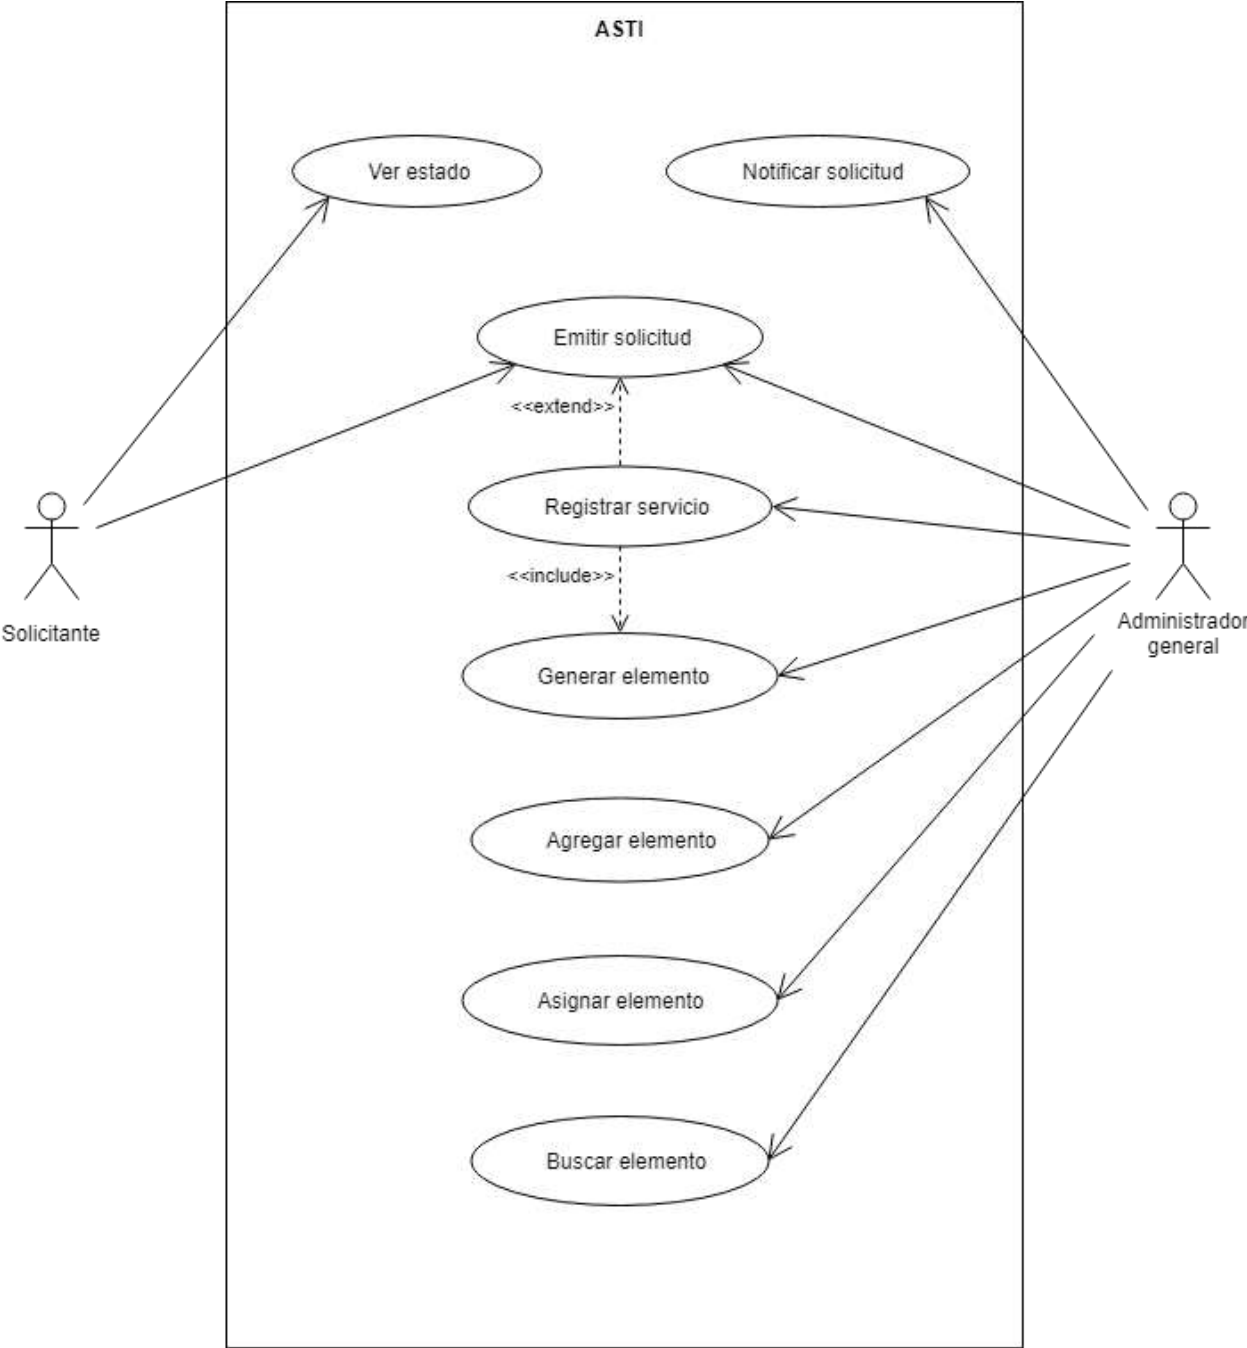 ASTI
Ver estado
Notificar solicitud
Emitir solicitud
<<extend>>
Registrar servicio
<<include>>
Solicitante
Administrador
general
Generar elemento
Agregar elemento
Asignar elemento
Buscar elemento